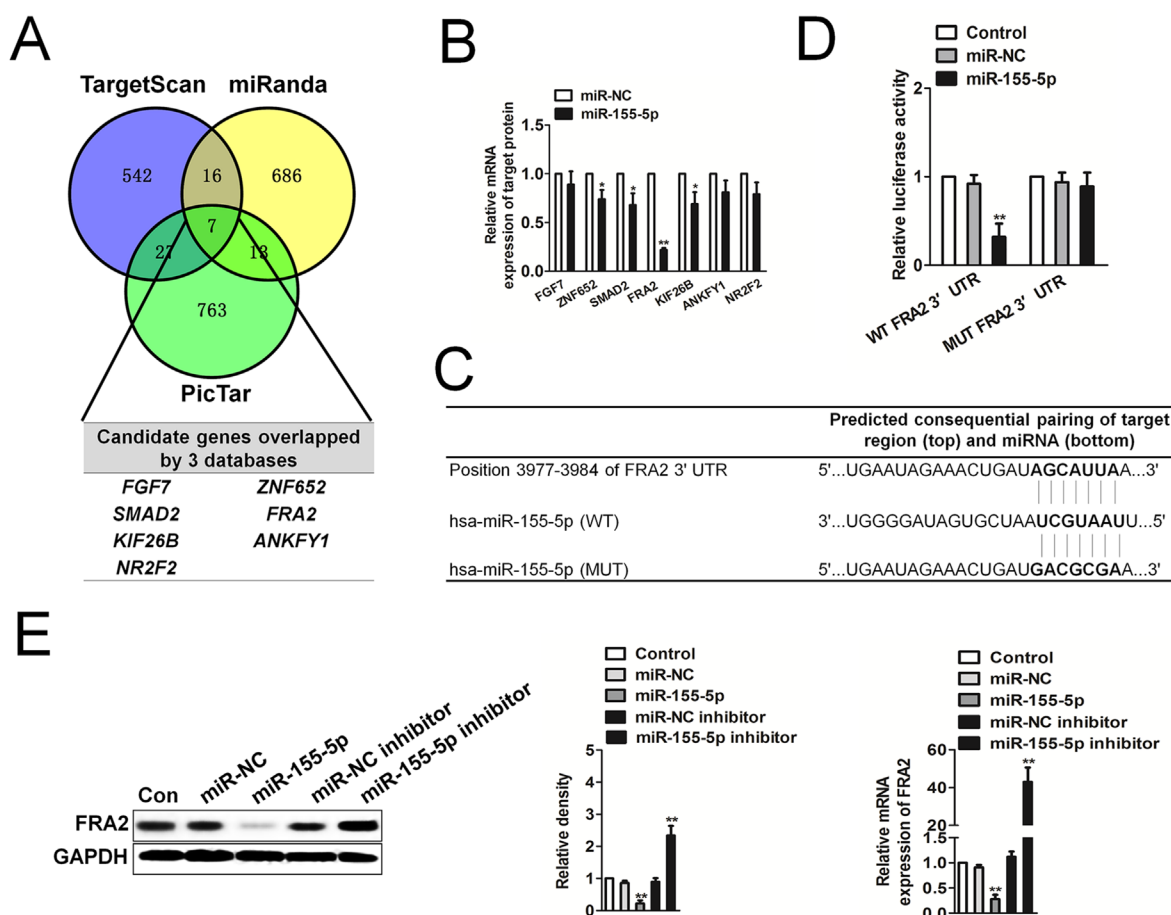 A
TargetScan
miRanda
542
16
686
7
27
13
763
PicTar
Candidate genes overlapped
by 3 databases
FGF7 ZNF652
SMAD2 FRA2
KIF26B ANKFY1
NR2F2
B
miR-NC
miR-155-5p
Relative mRNA
expression of target protein
1.5
1.0
0.5
0.0
* * ** *
FGF7
ZNF652
SMAD2
FRA2
KIF26B
ANKFY1
NR2F2
D
Control
miR-NC
miR-155-5p
Relative luciferase activity
2
1
0
**
WT FRA2 3' UTR
MUT FRA2 3' UTR
C
Predicted consequential pairing of target
region (top) and miRNA (bottom)
Position 3977-3984 of FRA2 3' UTR 5'...UGAAUAGAAACUGAUAGCAUUAA...3'
hsa-miR-155-5p (WT) 3'...UGGGGAUAGUGCUAAUCGUAAUU...5'
hsa-miR-155-5p (MUT) 5'...UGAAUAGAAACUGAUGACGCGAA...3'
E
Con
miR-NC
miR-155-5p
miR-NC inhibitor
miR-155-5p inhibitor
FRA2
GAPDH
Control
miR-NC
miR-155-5p
miR-NC inhibitor
miR-155-5p inhibitor
Relative density
5
4
3
2
1
0
**
**
Control
miR-NC
miR-155-5p
miR-NC inhibitor
miR-155-5p inhibitor
Relative mRNA
expression of FRA2
60
40
20
1.5
1.0
0.5
0.0
**
**